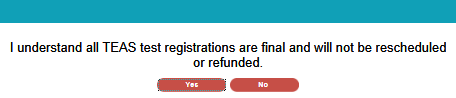 I understand all TEAS test registrations are final and will not be rescheduled
or refunded.
Yes No